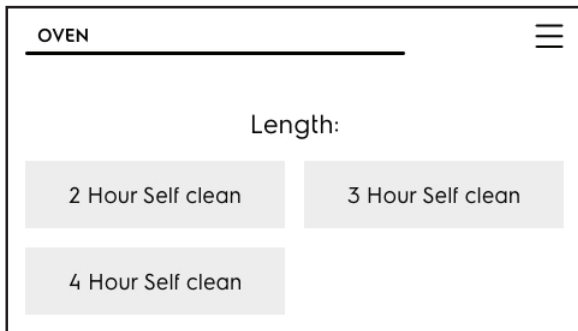 OVEN
Length:
2 Hour Self clean
3 Hour Self clean
4 Hour Self clean